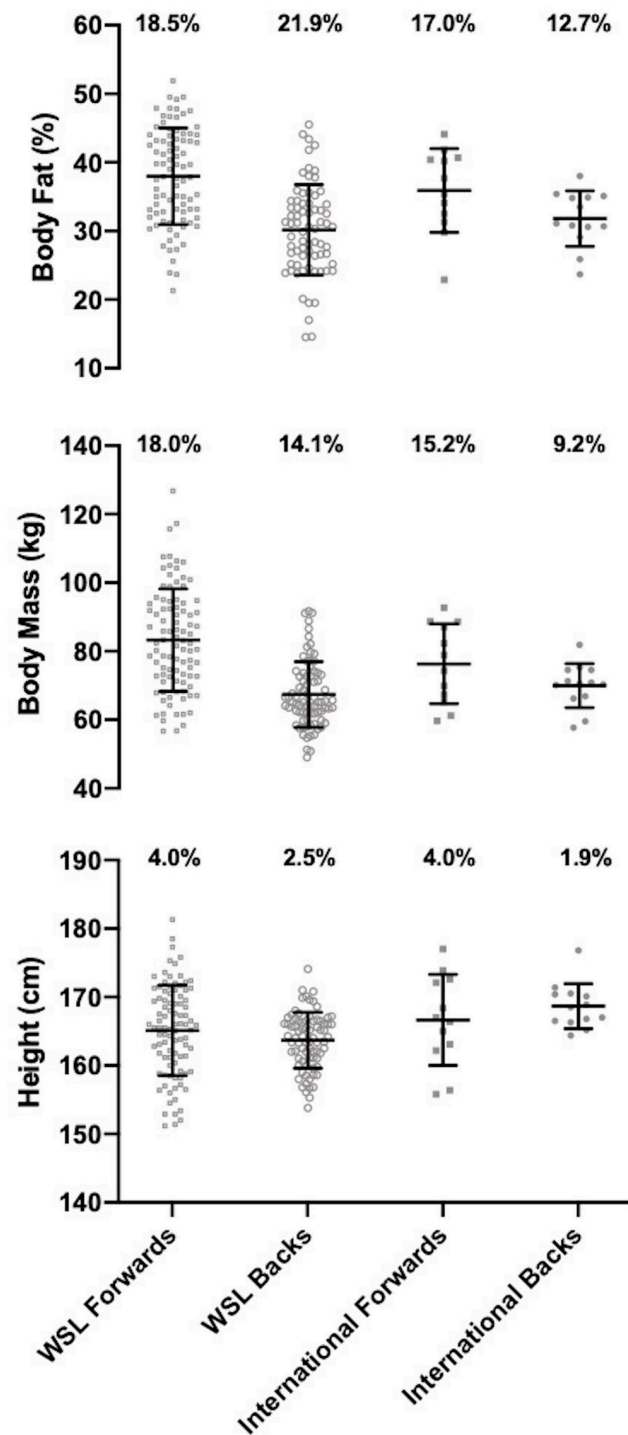 18.5% 21.9% 17.0% 12.7%
60
50
40
30
20
10
Body Fat (%)
18.0% 14.1% 15.2% 9.2%
140
120
100
80
60
40
Body Mass (kg)
4.0% 2.5% 4.0% 1.9%
190
180
170
160
150
140
Height (cm)
WSL Forwards
WSL Backs
International Forwards
International Backs